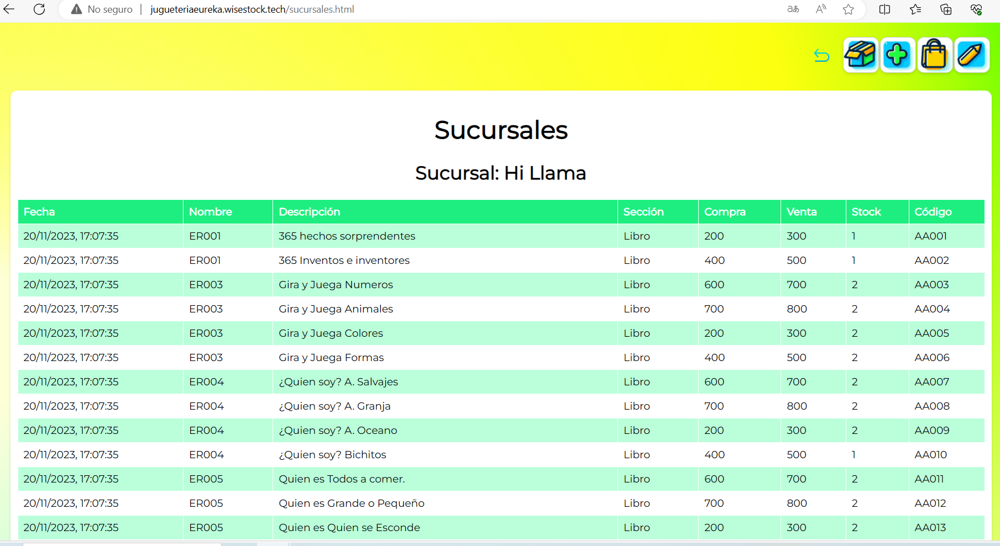 No seguro | jugueteriaeureka.wisestock.tech/sucursales.html
Sucursales
Sucursal: Hi Llama
Fecha Nombre Descripción Sección Compra Venta Stock Código
20/11/2023, 17:07:35 ER001 365 hechos sorprendentes Libro 200 300 1 AA001
20/11/2023, 17:07:35 ER001 365 Inventos e inventores Libro 400 500 1 AA002
20/11/2023, 17:07:35 ER003 Gira y Juega Numeros Libro 600 700 2 AA003
20/11/2023, 17:07:35 ER003 Gira y Juega Animales Libro 700 800 2 AA004
20/11/2023, 17:07:35 ER003 Gira y Juega Colores Libro 200 300 2 AA005
20/11/2023, 17:07:35 ER003 Gira y Juega Formas Libro 400 500 2 AA006
20/11/2023, 17:07:35 ER004 ¿Quien soy? A. Salvajes Libro 600 700 2 AA007
20/11/2023, 17:07:35 ER004 ¿Quien soy? A. Granja Libro 700 800 2 AA008
20/11/2023, 17:07:35 ER004 ¿Quien soy? A. Oceano Libro 200 300 2 AA009
20/11/2023, 17:07:35 ER004 ¿Quien soy? Bichitos Libro 400 500 1 AA010
20/11/2023, 17:07:35 ER005 Quien es Todos a comer. Libro 600 700 2 AA011
20/11/2023, 17:07:35 ER005 Quien es Grande o Pequeño Libro 700 800 2 AA012
20/11/2023, 17:07:35 ER005 Quien es Quien se Esconde Libro 200 300 2 AA013